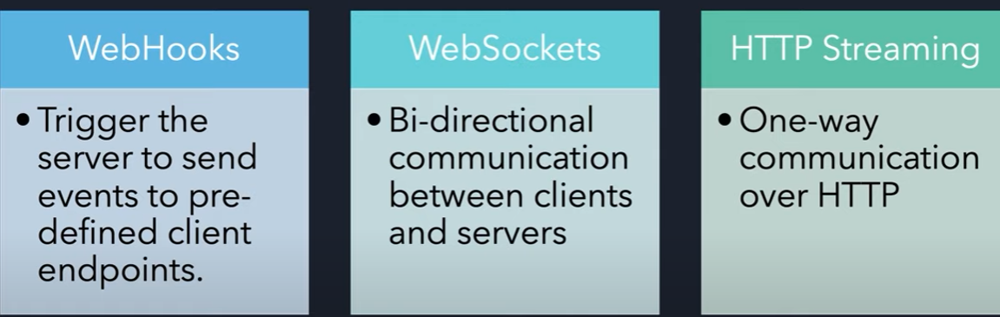 WebHooks
• Trigger the
server to send
events to pre-
defined client
endpoints.
WebSockets
• Bi-directional
communication
between clients
and servers
HTTP Streaming
• One-way
communication
over HTTP